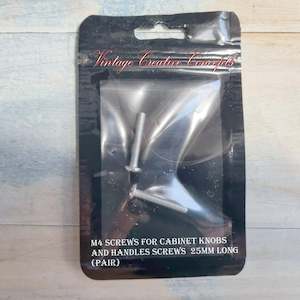 Vintage Creative Concepts
M4 SCREWS FOR CABINET KNOBS
AND HANDLES SCREWS 25MM LONG
(PAIR)